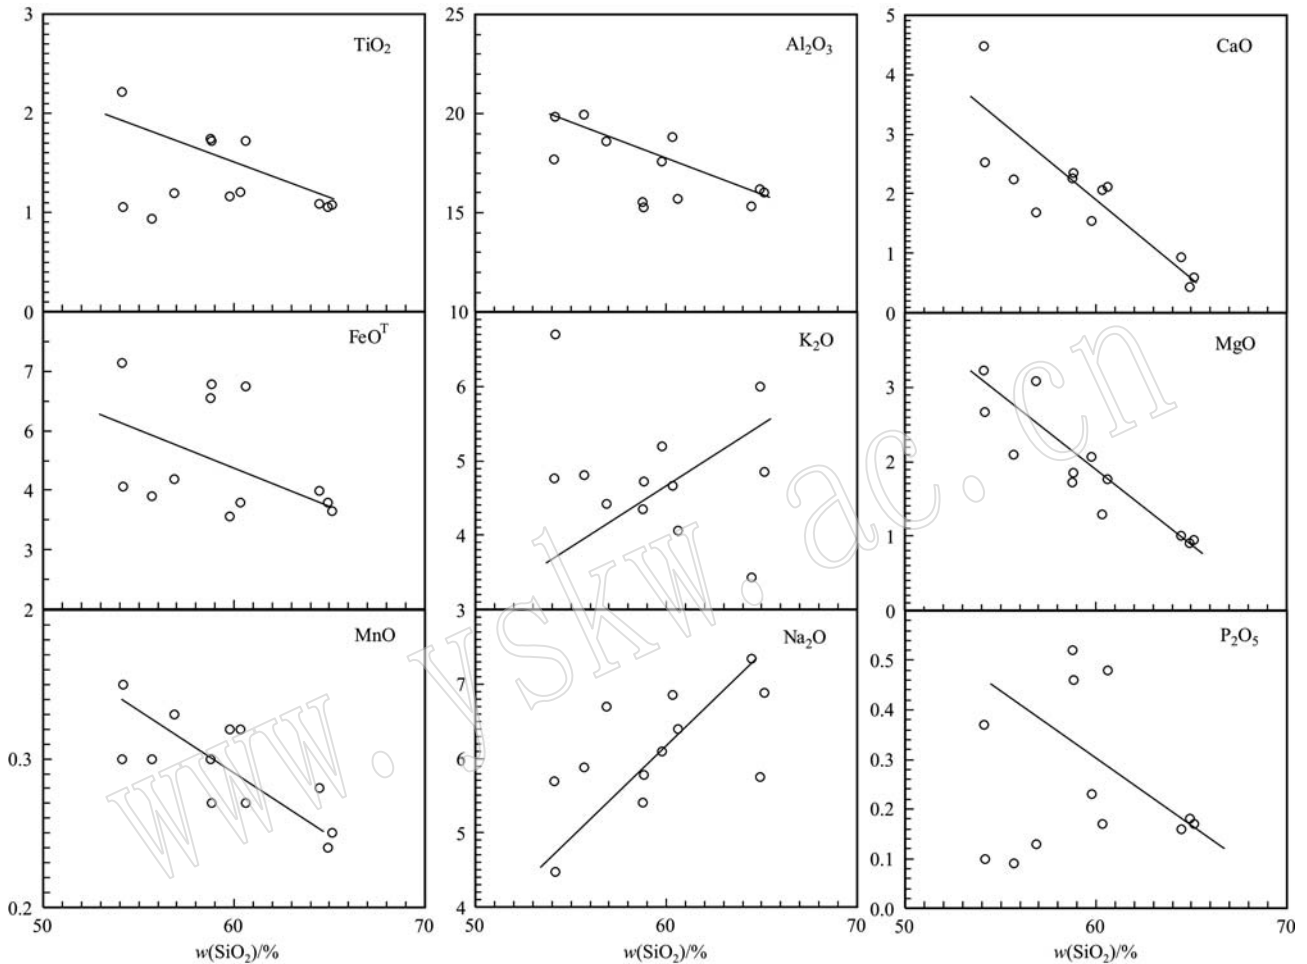 3
TiO₂
2
1
0
25
Al₂O₃
20
15
10
5
CaO
4
3
2
1
0
FeOᵀ
7
6
4
3
2
K₂O
6
5
4
3
MgO
3
2
1
0
MnO
0.3
0.2
50 60 70
w(SiO₂)/%
Na₂O
7
6
5
4
50 60 70
w(SiO₂)/%
P₂O₅
0.5
0.4
0.3
0.2
0.1
0.0
50 60 70
w(SiO₂)/%
www.yskw.ac.cn